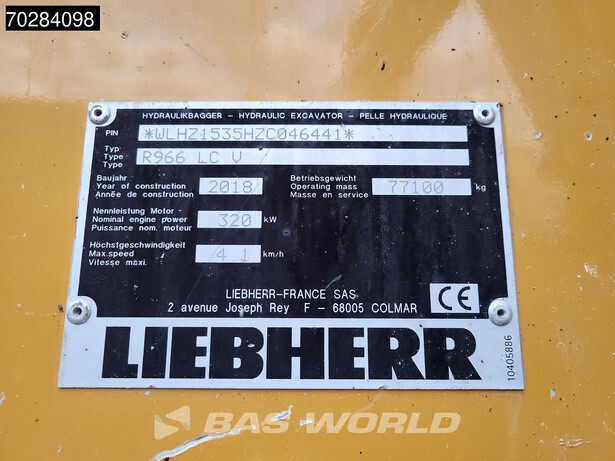 70284098
HYDRAULIKBAGGER - HYDRAULIC EXCAVATOR - PELLE HYDRAULIQUE
PIN *WLHZ1535HZC046441*
Typ
Type R966 LC V
Type
Baujahr
Year of construction 2018
Année de construction
Betriebsgewicht
Operating mass 77100 kg
Masse en service
Nennleistung Motor
Nominal engine power 320 kW
Puissance nom. moteur
Höchstgeschwindigkeit
Max.speed 4.1 km/h
Vitesse maxi.
LIEBHERR-FRANCE SAS
2 avenue Joseph Rey F - 68005 COLMAR
CE
LIEBHERR
10405886
BAS WORLD